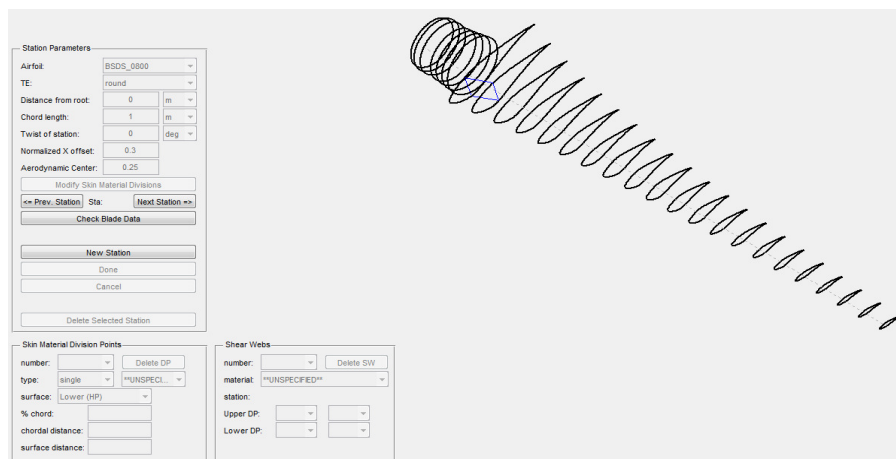 Station Parameters
Airfoil: BSDS_0800
TE: round
Distance from root: 0 m
Chord length: 1 m
Twist of station: 0 deg
Normalized X offset: 0.3
Aerodynamic Center: 0.25
Modify Skin Material Divisions
<= Prev. Station Sta: Next Station =>
Check Blade Data
New Station
Done
Cancel
Delete Selected Station
Skin Material Division Points
number: Delete DP
type: single **UNSPECI...
surface: Lower (HP)
% chord:
chordal distance:
surface distance:
Shear Webs
number: Delete SW
material: **UNSPECIFIED**
station:
Upper DP:
Lower DP: